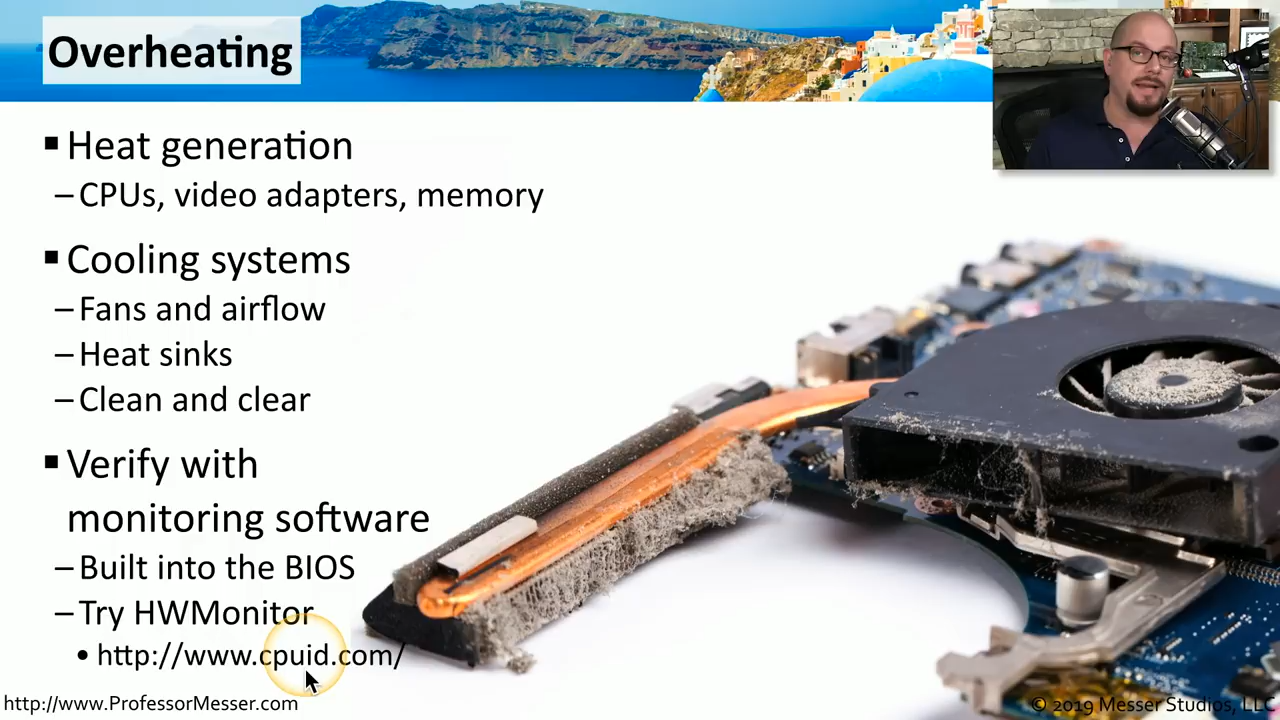 Overheating
▪ Heat generation
– CPUs, video adapters, memory
▪ Cooling systems
– Fans and airflow
– Heat sinks
– Clean and clear
▪ Verify with
monitoring software
– Built into the BIOS
– Try HWMonitor
• http://www.cpuid.com/
http://www.ProfessorMesser.com
© 2019 Messer Studios, LLC